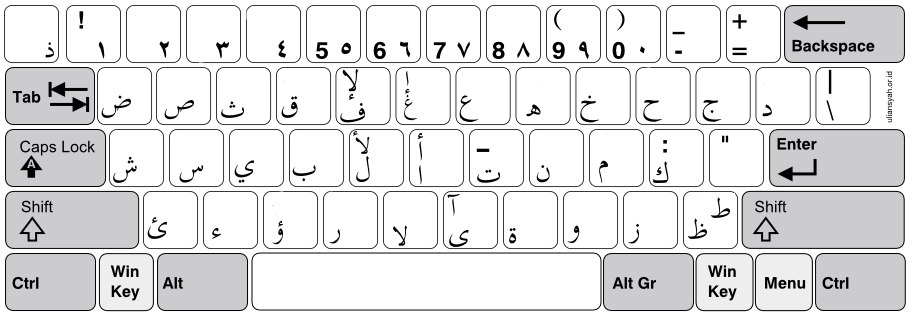 ذ ! ١ ٢ ٣ ٤ 5 ٥ 6 ٦ 7 ٧ 8 ٨ ( 9 ٩ ) 0 ٠ _ - + = Backspace
Tab ض ص ث ق لإ ف إ غ ع ه خ ح ج د | \
uliansyah.or.id
Caps Lock ش س ي ب لأ ل أ ا ـ ت ن م : ك " Enter
Shift ئ ء ؤ ر لا آ ى ة و ز ط ظ Shift
Ctrl Win Key Alt Alt Gr Win Key Menu Ctrl